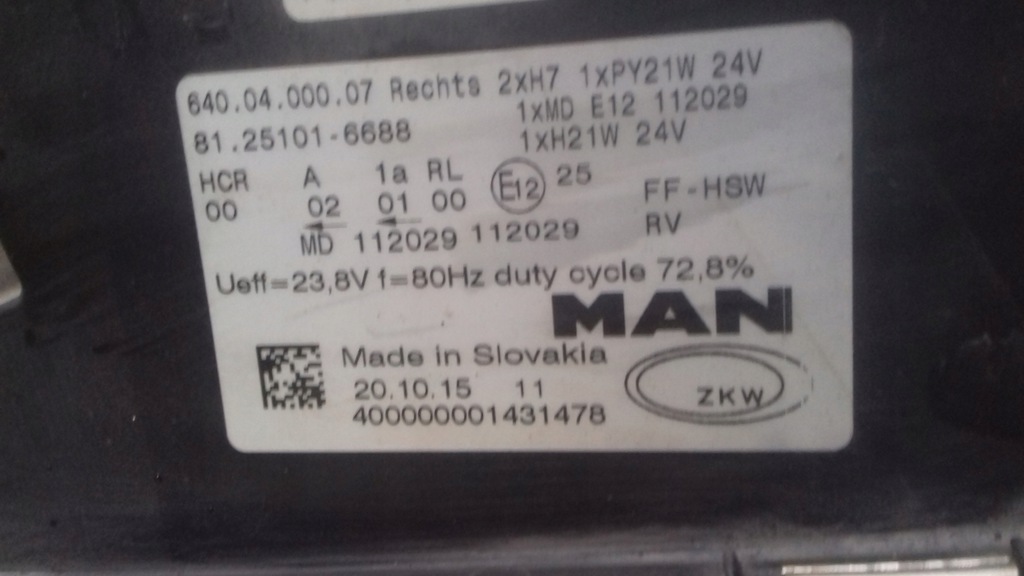 640.04.000.07 Rechts 2xH7 1xPY21W 24V
1xMD E12 112029
81.25101-6688 1xH21W 24V
HCR A 1a RL E12 25 FF-HSW
00 02 01 00 RV
MD 112029 112029
Ueff=23,8V f=80Hz duty cycle 72,8%
MAN
Made in Slovakia
20.10.15 11
400000001431478
ZKW